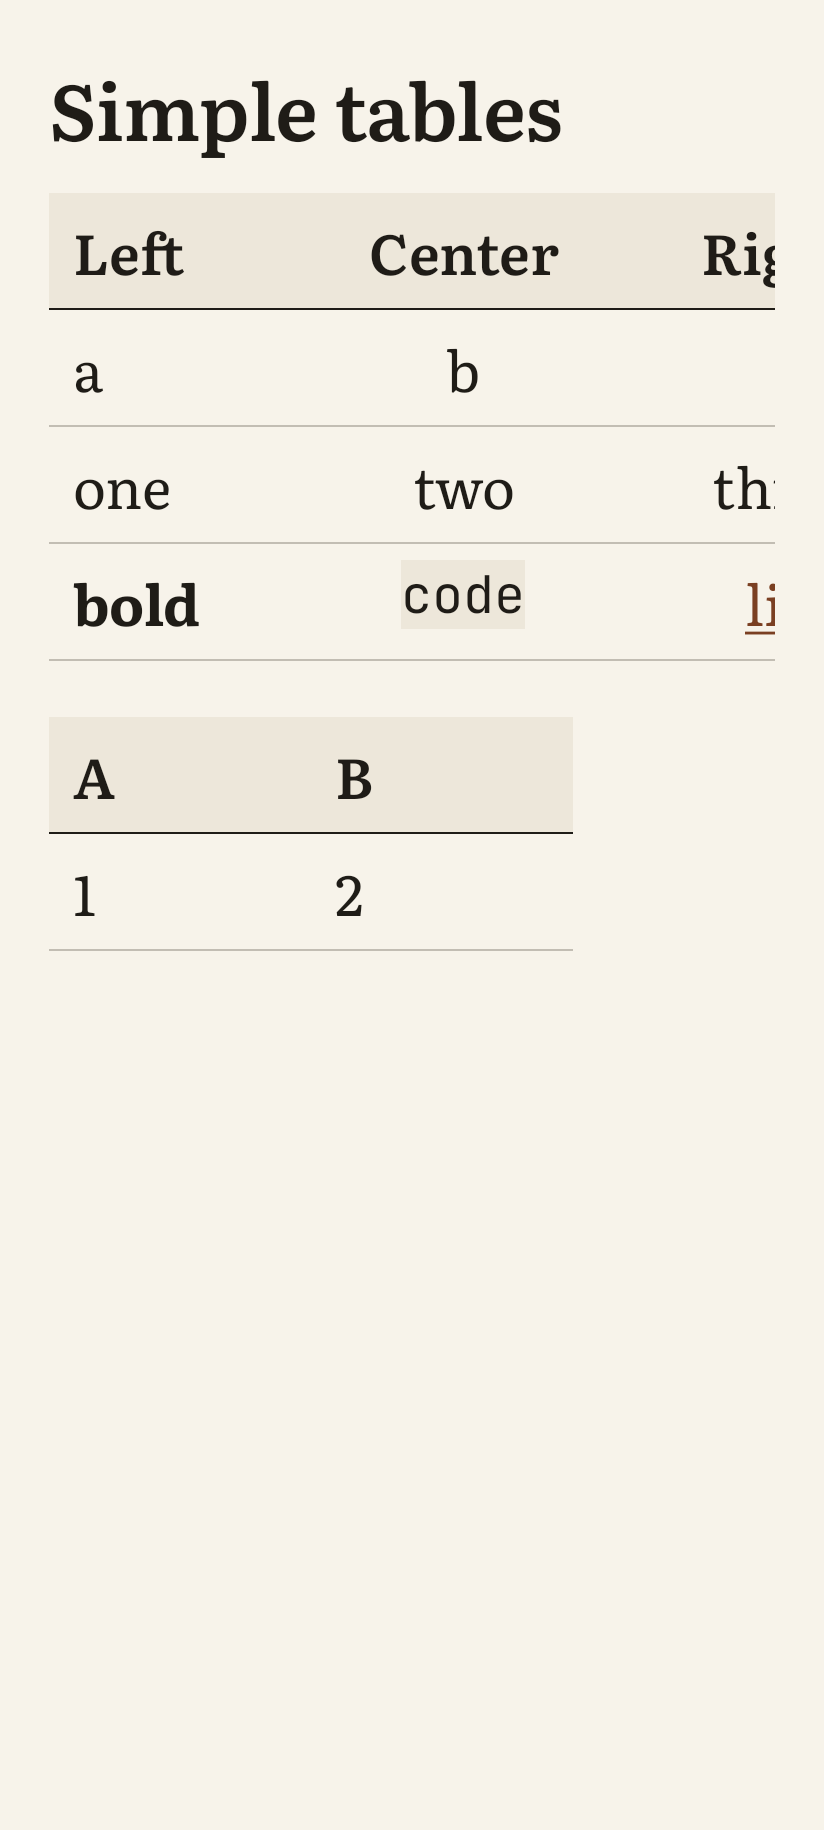 Simple tables
Left Center
a b
one two
bold code
A B
1 2